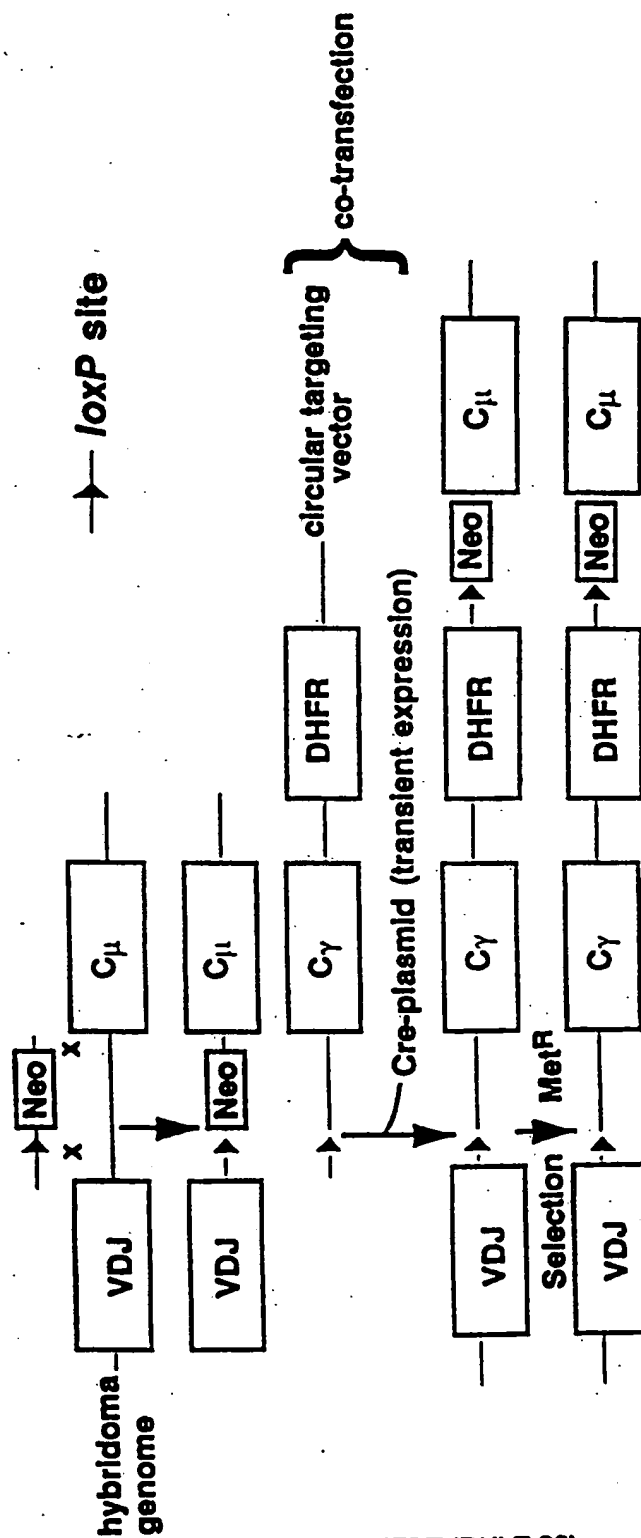 loxP site
Neo
x x
hybridoma
genome
VDJ
Cμ
VDJ
Neo
Cμ
Cγ
DHFR
circular targeting
vector
co-transfection
Cre-plasmid (transient expression)
VDJ
Cγ
DHFR
Neo
Cμ
Selection
MetR
VDJ
Cγ
DHFR
Neo
Cμ